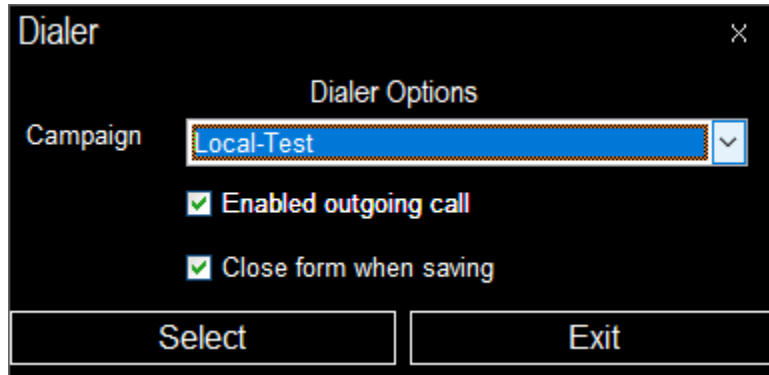 Dialer
Dialer Options
Campaign Local-Test
Enabled outgoing call
Close form when saving
Select Exit